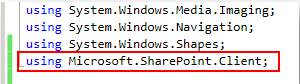 using System.Windows.Media.Imaging;
using System.Windows.Navigation;
using System.Windows.Shapes;
using Microsoft.SharePoint.Client;